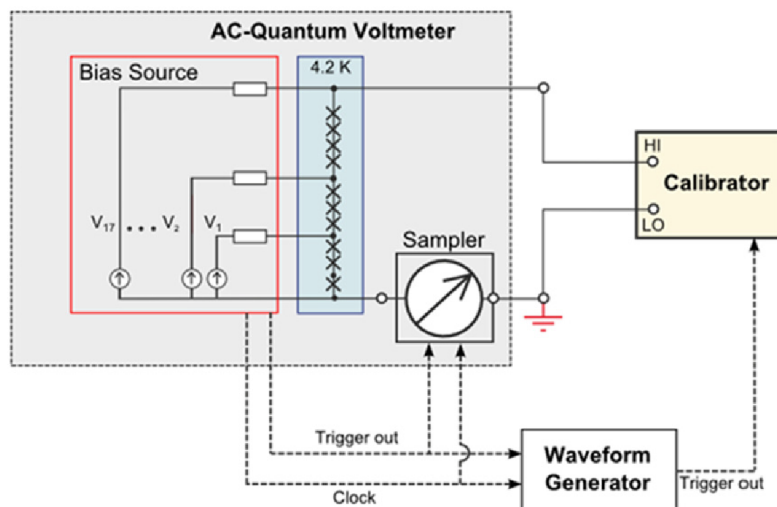 AC-Quantum Voltmeter
Bias Source
4.2 K
V17 • • • V2 V1
Sampler
HI
Calibrator
LO
Trigger out
Clock
Waveform
Generator
Trigger out